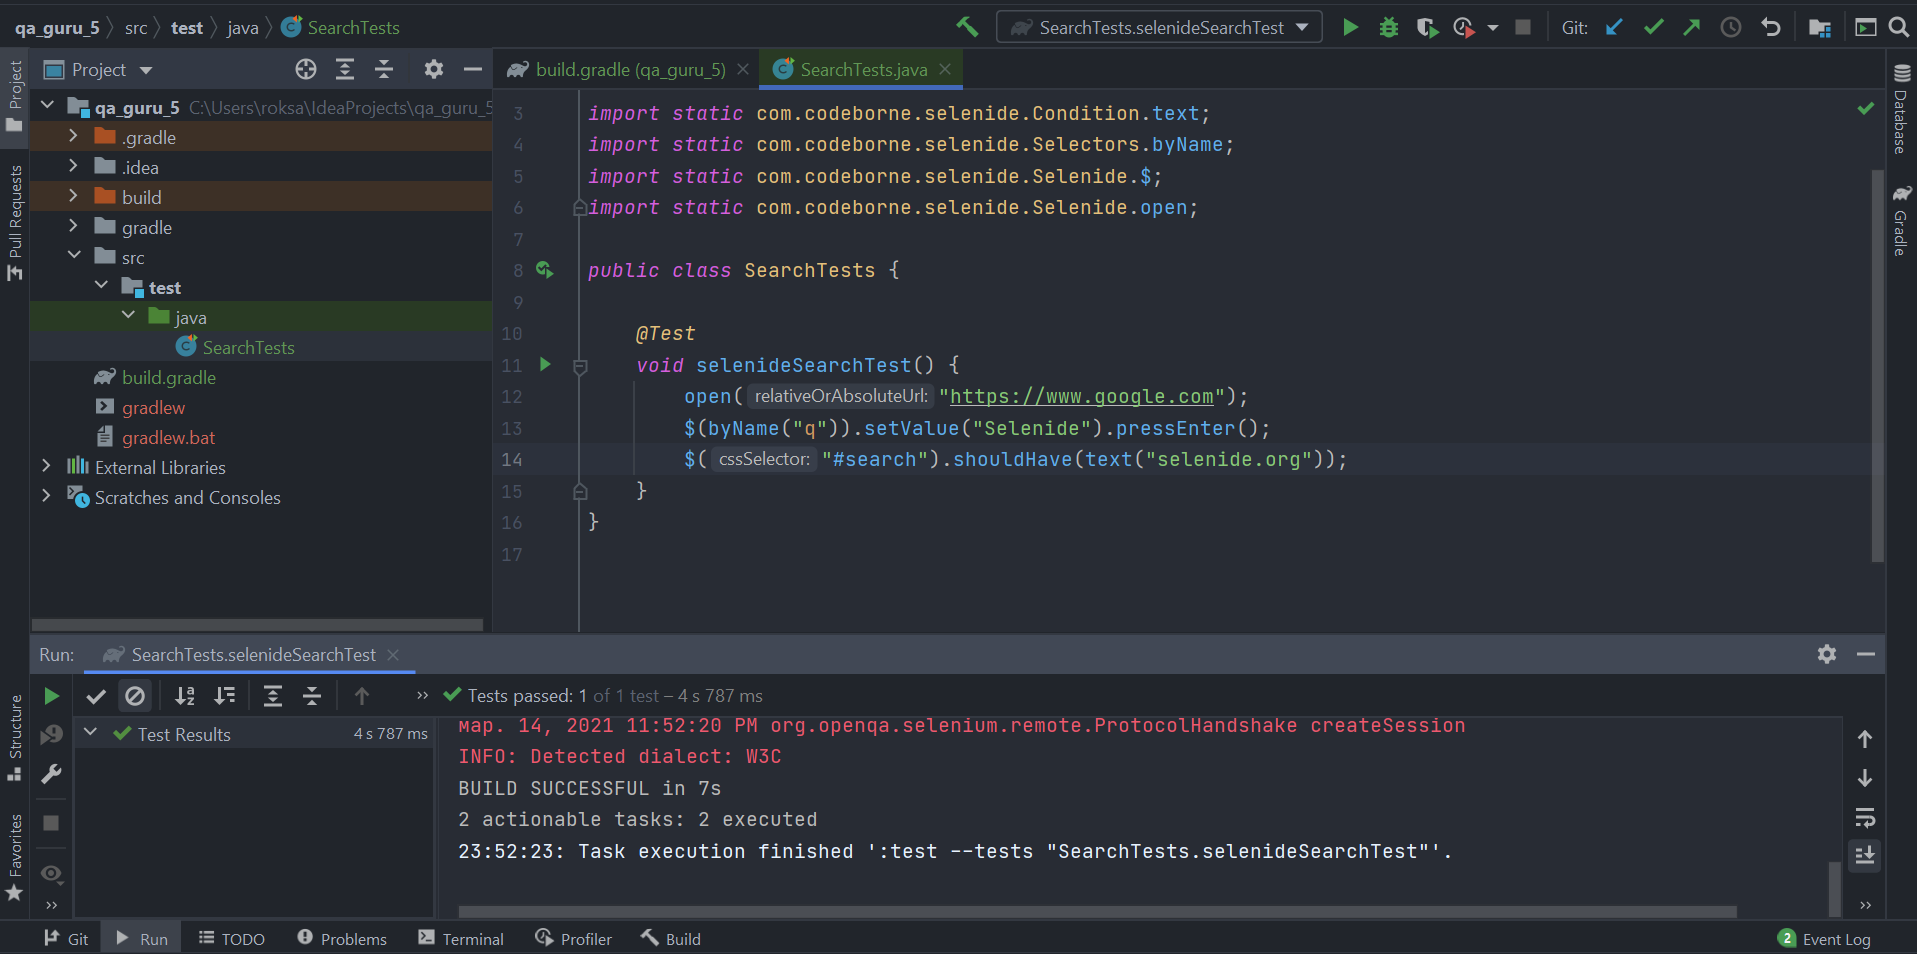 qa_guru_5 src test java SearchTests
SearchTests.selenideSearchTest
Git:
Project
build.gradle (qa_guru_5)
SearchTests.java
Project
Pull Requests
Structure
Favorites
qa_guru_5 C:\Users\roksa\IdeaProjects\qa_guru_5
.gradle
.idea
build
gradle
src
test
java
SearchTests
build.gradle
gradlew
gradlew.bat
External Libraries
Scratches and Consoles
3 import static com.codeborne.selenide.Condition.text;
4 import static com.codeborne.selenide.Selectors.byName;
5 import static com.codeborne.selenide.Selenide.$;
6 import static com.codeborne.selenide.Selenide.open;
7
8 public class SearchTests {
9
10 @Test
11 void selenideSearchTest() {
12 open( relativeOrAbsoluteUrl: "https://www.google.com");
13 $(byName("q")).setValue("Selenide").pressEnter();
14 $( cssSelector: "#search").shouldHave(text("selenide.org"));
15 }
16 }
17
Database
Gradle
Run: SearchTests.selenideSearchTest
Tests passed: 1 of 1 test – 4 s 787 ms
Test Results 4 s 787 ms
мар. 14, 2021 11:52:20 PM org.openqa.selenium.remote.ProtocolHandshake createSession
INFO: Detected dialect: W3C
BUILD SUCCESSFUL in 7s
2 actionable tasks: 2 executed
23:52:23: Task execution finished ':test --tests "SearchTests.selenideSearchTest"'.
Git Run TODO Problems Terminal Profiler Build
2 Event Log